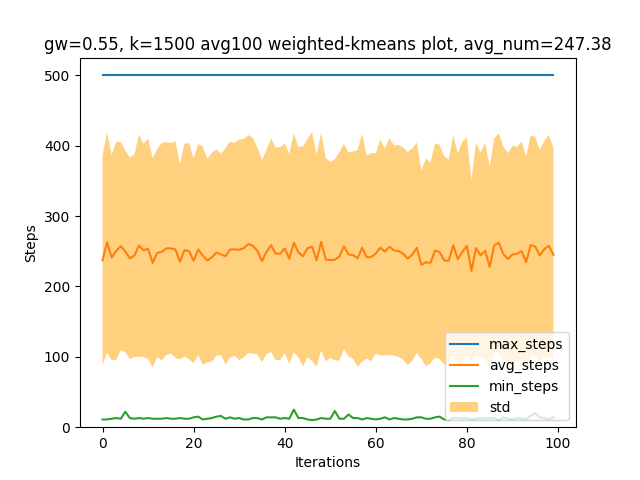 gw=0.55, k=1500 avg100 weighted-kmeans plot, avg_num=247.38
500
400
300
200
100
0
Steps
max_steps
avg_steps
min_steps
std
0 20 40 60 80 100
Iterations